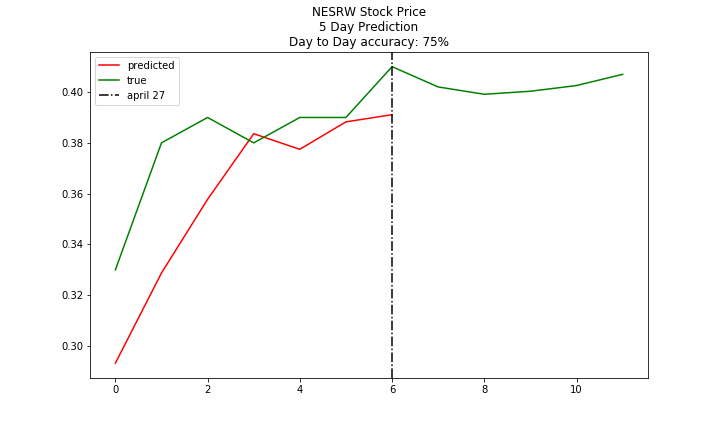 NESRW Stock Price
5 Day Prediction
Day to Day accuracy: 75%
predicted
true
april 27
0.40
0.38
0.36
0.34
0.32
0.30
0 2 4 6 8 10